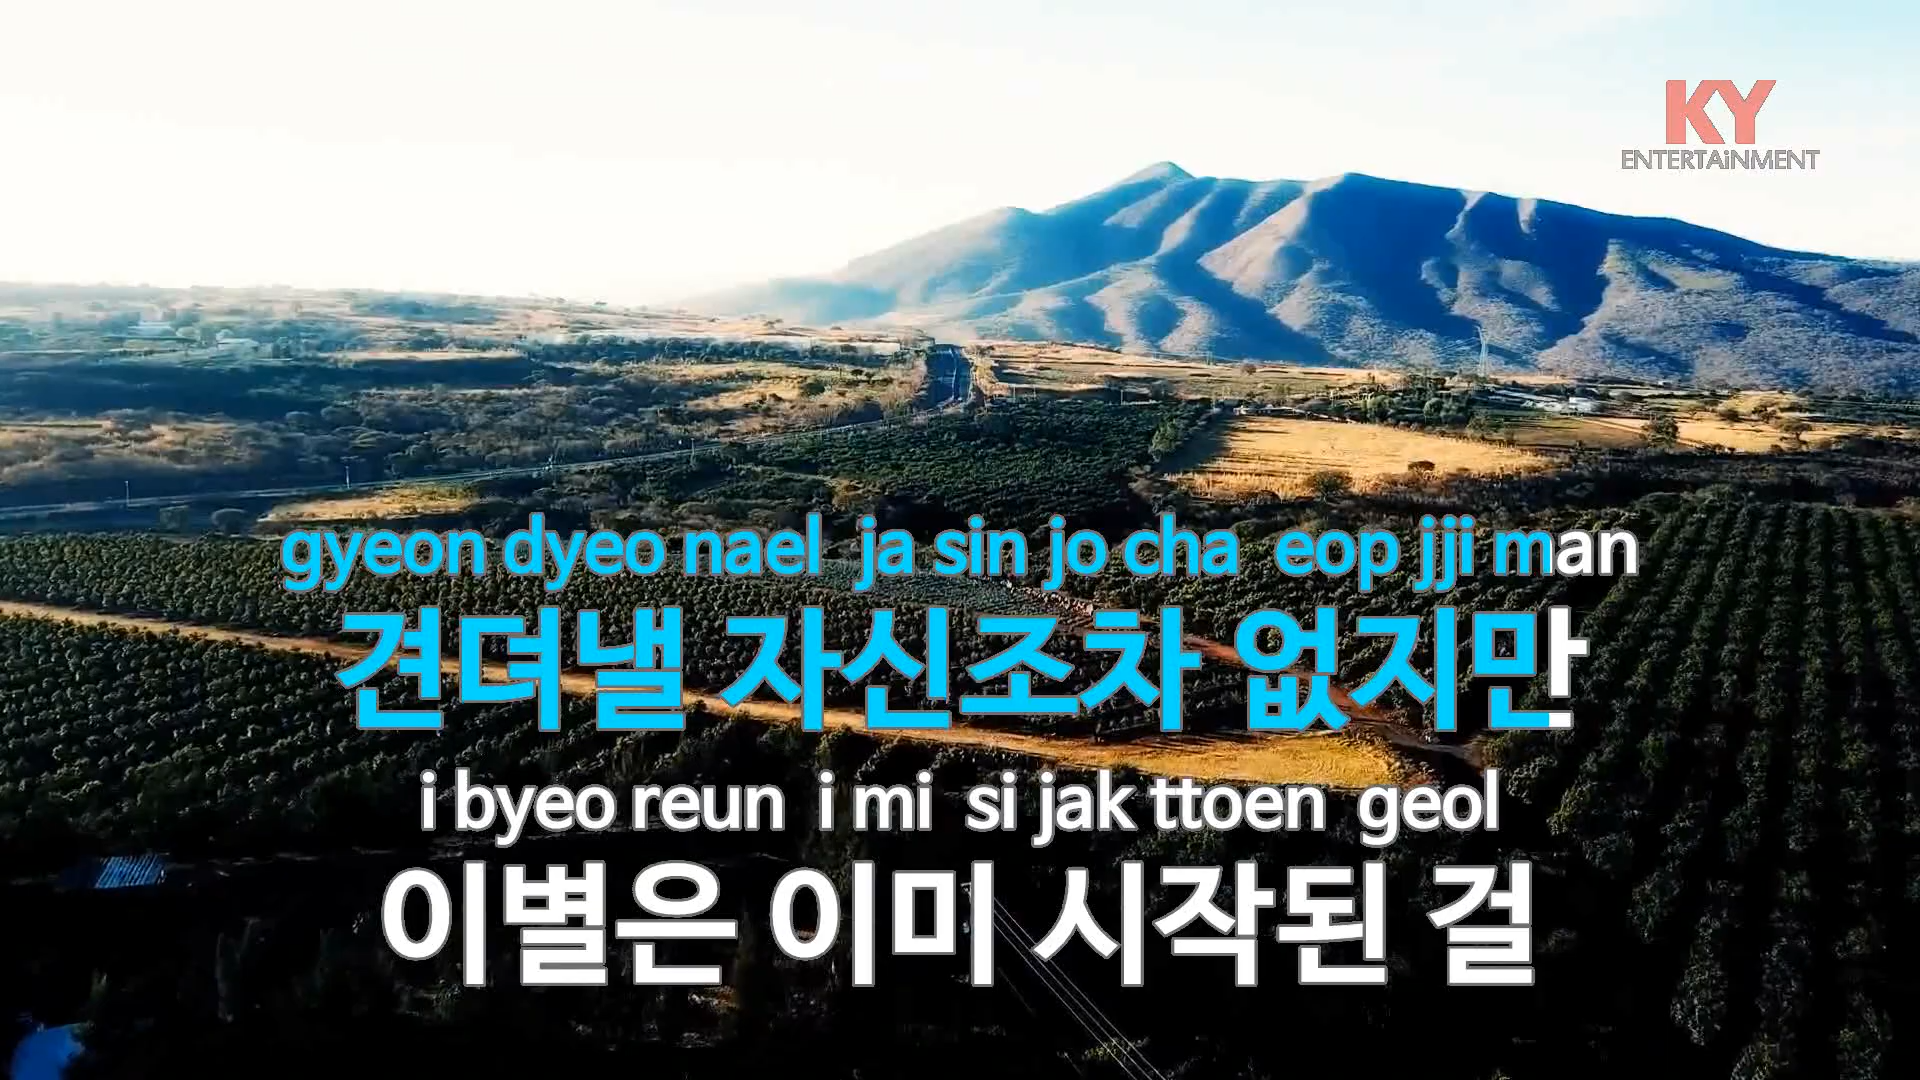 KY
ENTERTAiNMENT
gyeon dyeo nael ja sin jo cha eop jji man
견뎌낼 자신조차 없지만
i byeo reun i mi si jak ttoen geol
이별은 이미 시작된 걸